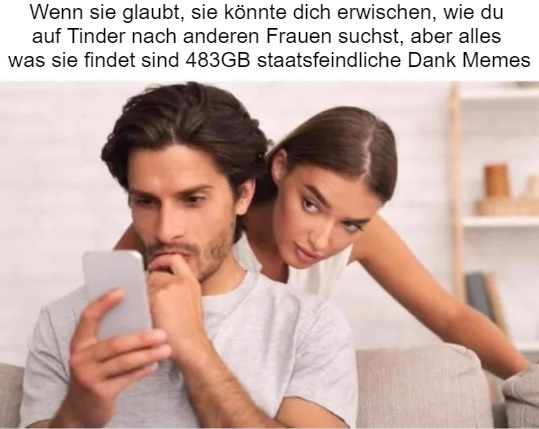 Wenn sie glaubt, sie könnte dich erwischen, wie du
auf Tinder nach anderen Frauen suchst, aber alles
was sie findet sind 483GB staatsfeindliche Dank Memes